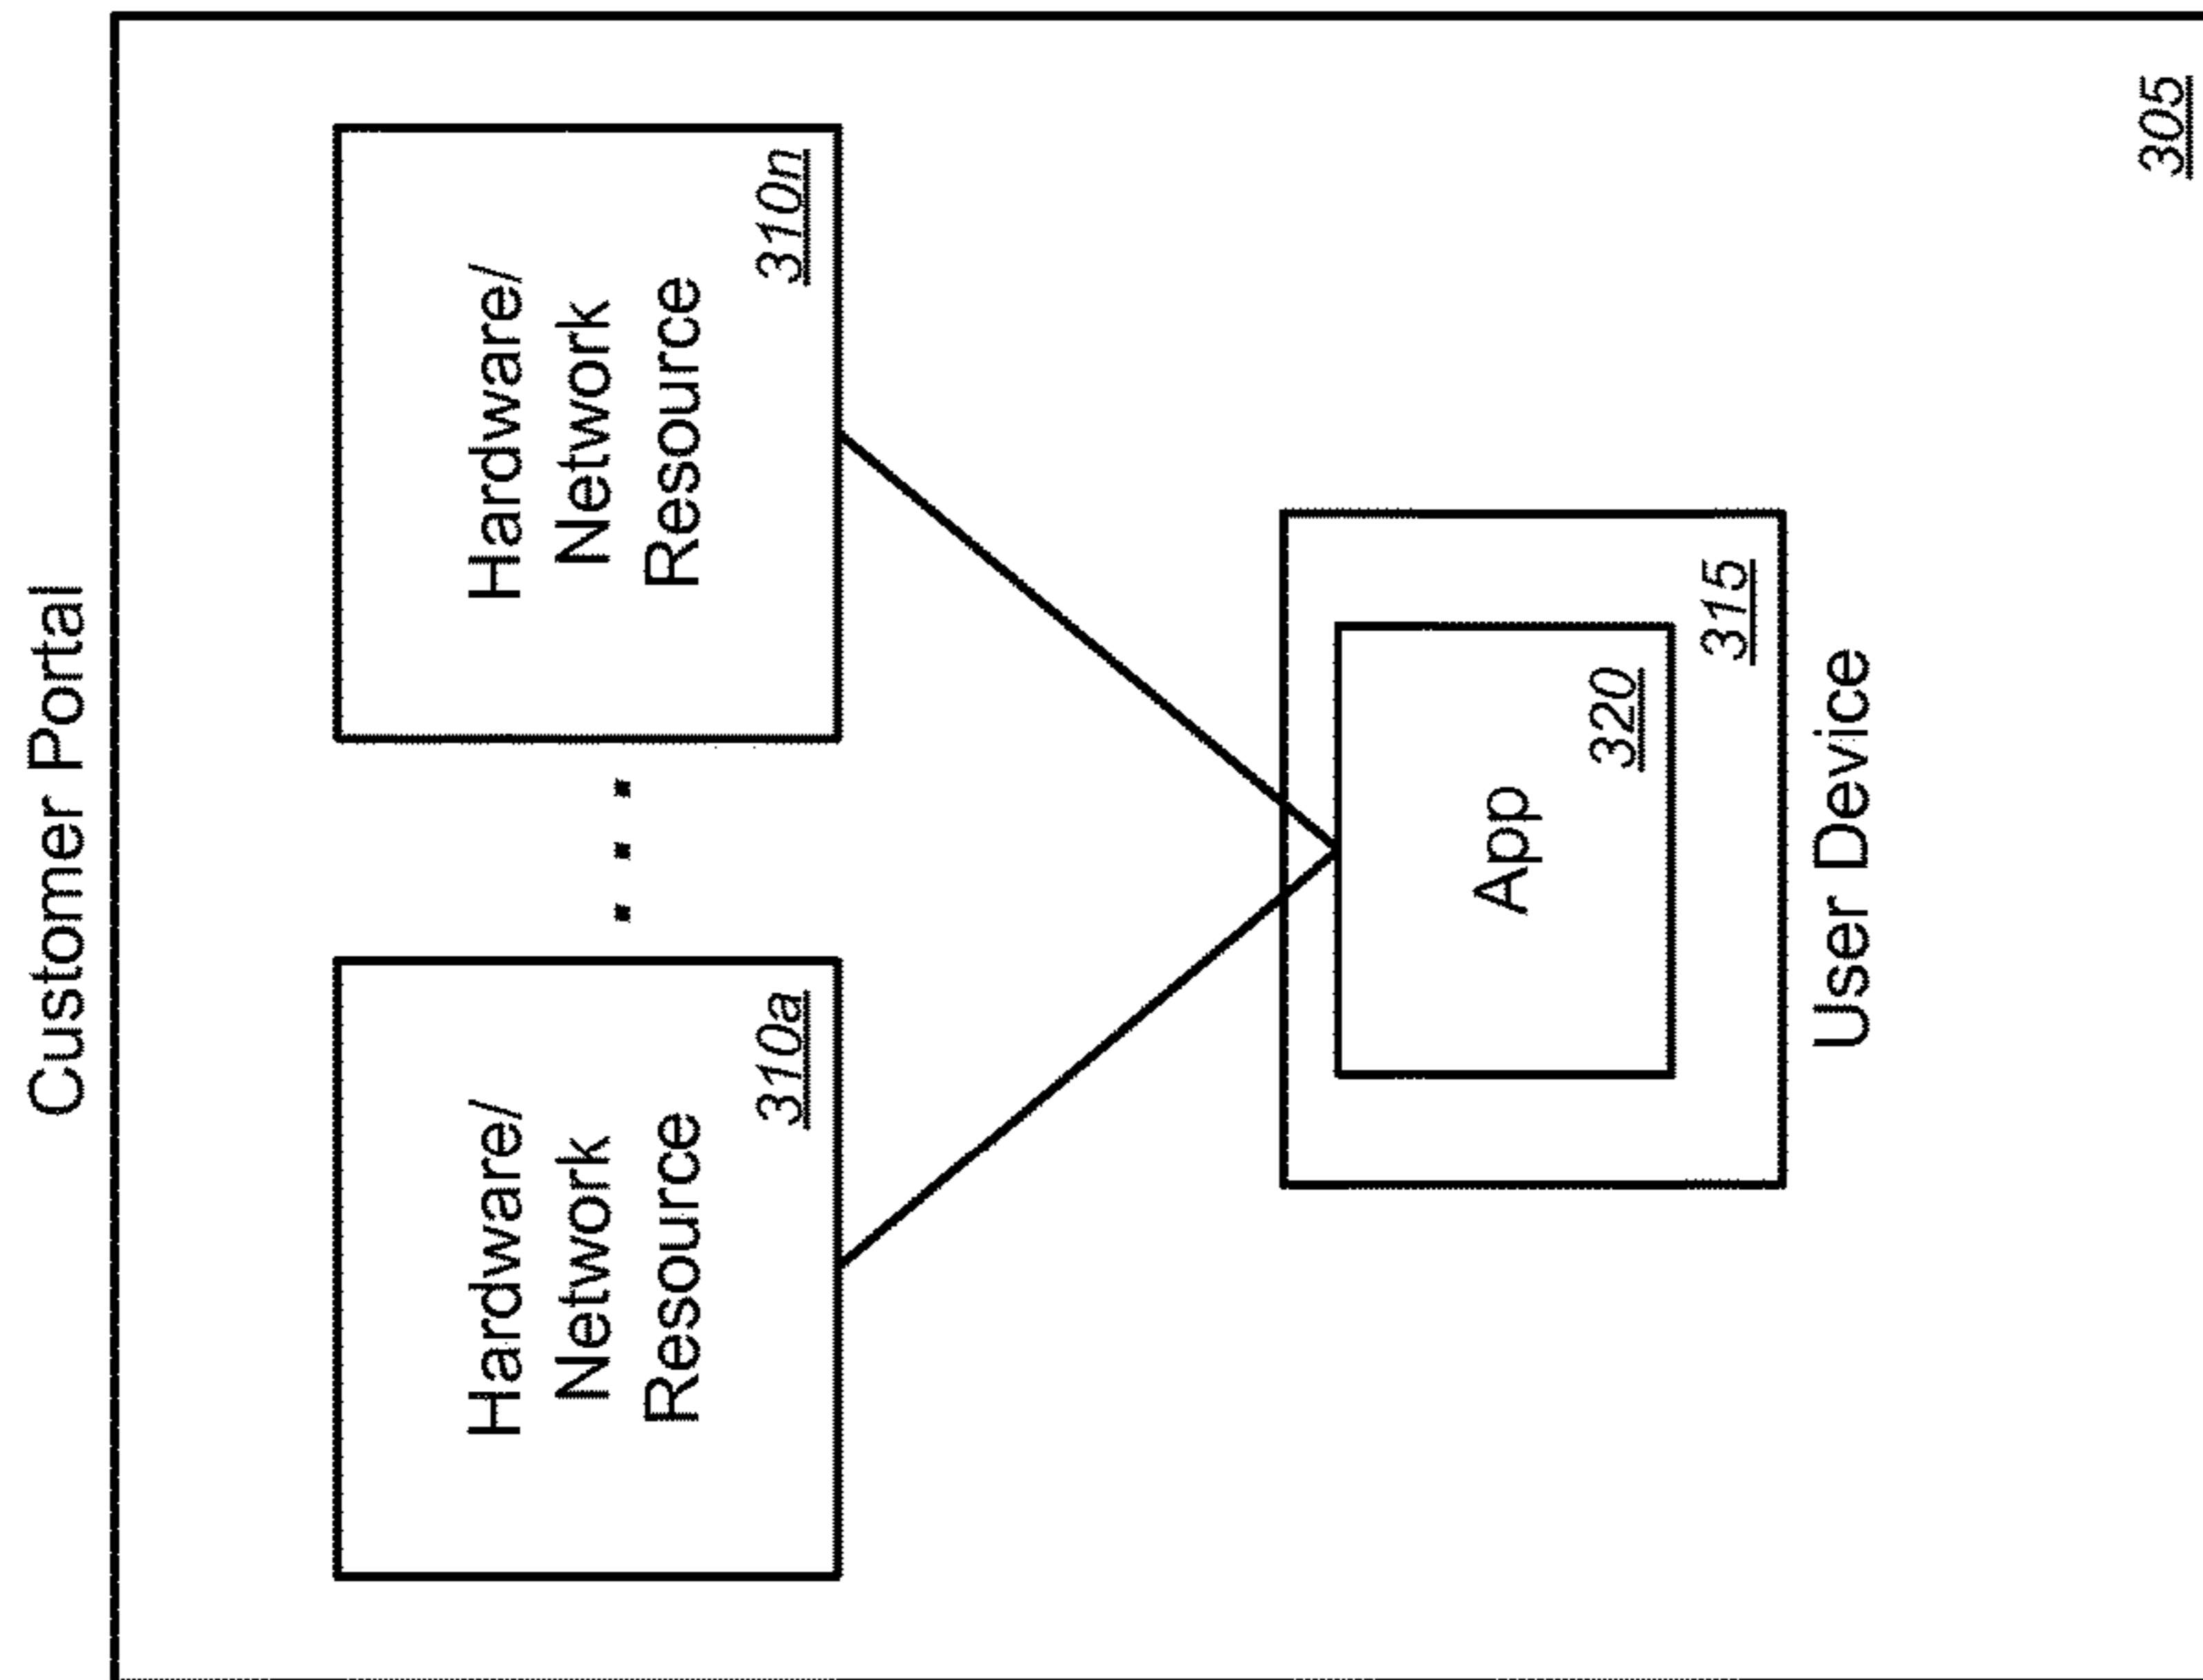 Customer Portal
Hardware/
Network
Resource
310a
Hardware/
Network
Resource
310n
App
320
315
User Device
305